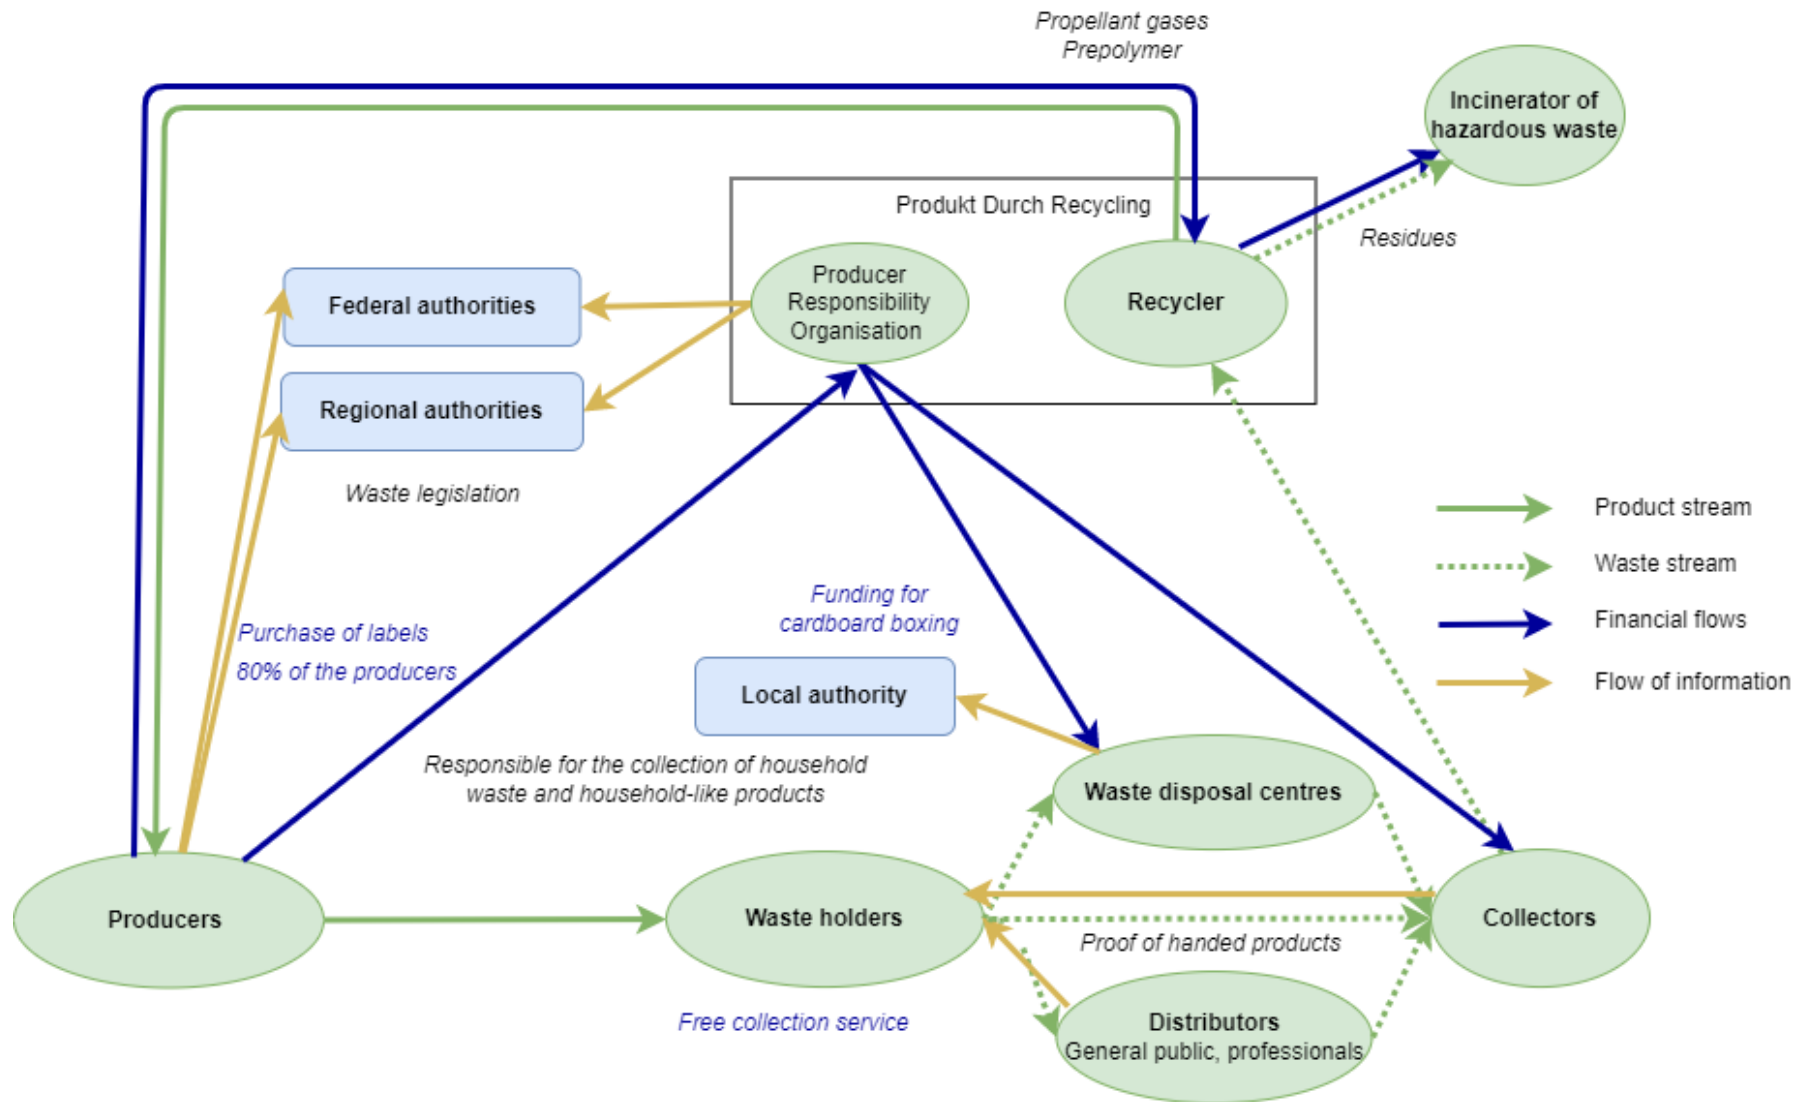 Propellant gases
Prepolymer
Incinerator of
hazardous waste
Produkt Durch Recycling
Residues
Producer
Responsibility
Organisation
Recycler
Federal authorities
Regional authorities
Waste legislation
Product stream
Waste stream
Financial flows
Flow of information
Funding for
cardboard boxing
Purchase of labels
80% of the producers
Local authority
Responsible for the collection of household
waste and household-like products
Waste disposal centres
Producers
Waste holders
Collectors
Proof of handed products
Free collection service
Distributors
General public, professionals